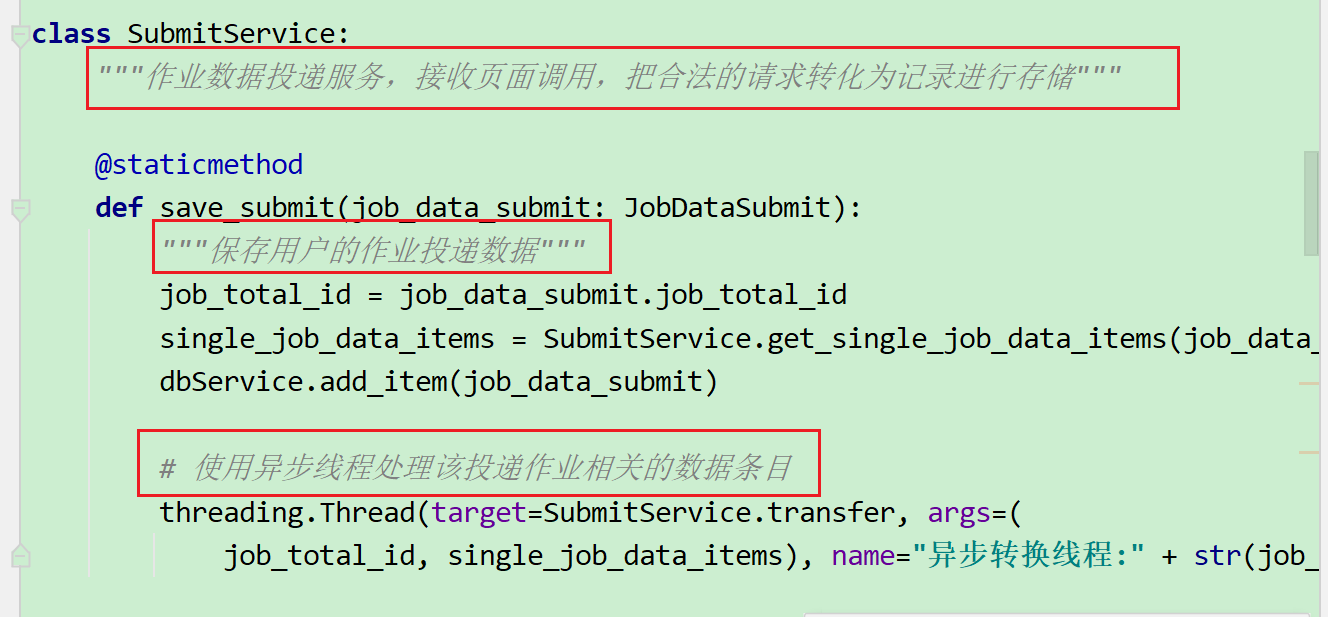 class SubmitService:
"""作业数据投递服务，接收页面调用，把合法的请求转化为记录进行存储"""
@staticmethod
def save_submit(job_data_submit: JobDataSubmit):
"""保存用户的作业投递数据"""
job_total_id = job_data_submit.job_total_id
single_job_data_items = SubmitService.get_single_job_data_items(job_data_
dbService.add_item(job_data_submit)
# 使用异步线程处理该投递作业相关的数据条目
threading.Thread(target=SubmitService.transfer, args=(
job_total_id, single_job_data_items), name="异步转换线程:" + str(job_